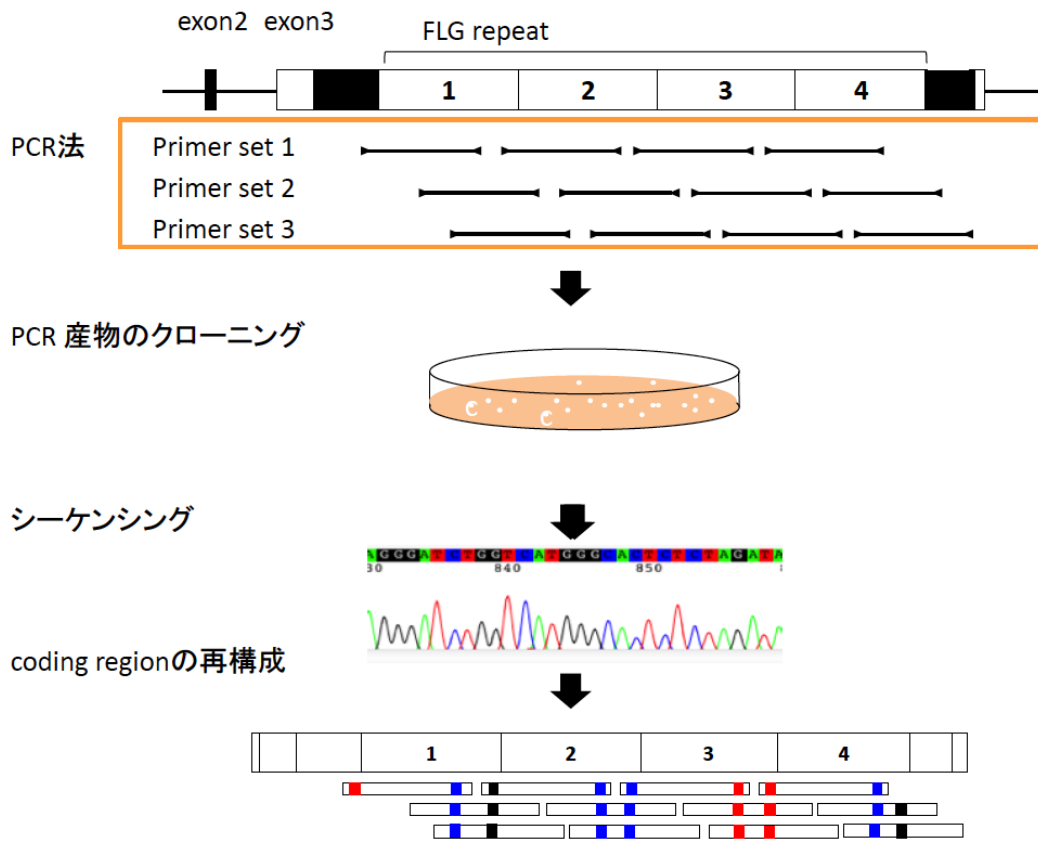 exon2 exon3
FLG repeat
1 2 3 4
PCR法
Primer set 1
Primer set 2
Primer set 3
PCR 産物のクローニング
シーケンシング
AGGGATCTGGTCATGGGCACTCTCTAGATA
30 840 850
coding regionの再構成
1 2 3 4